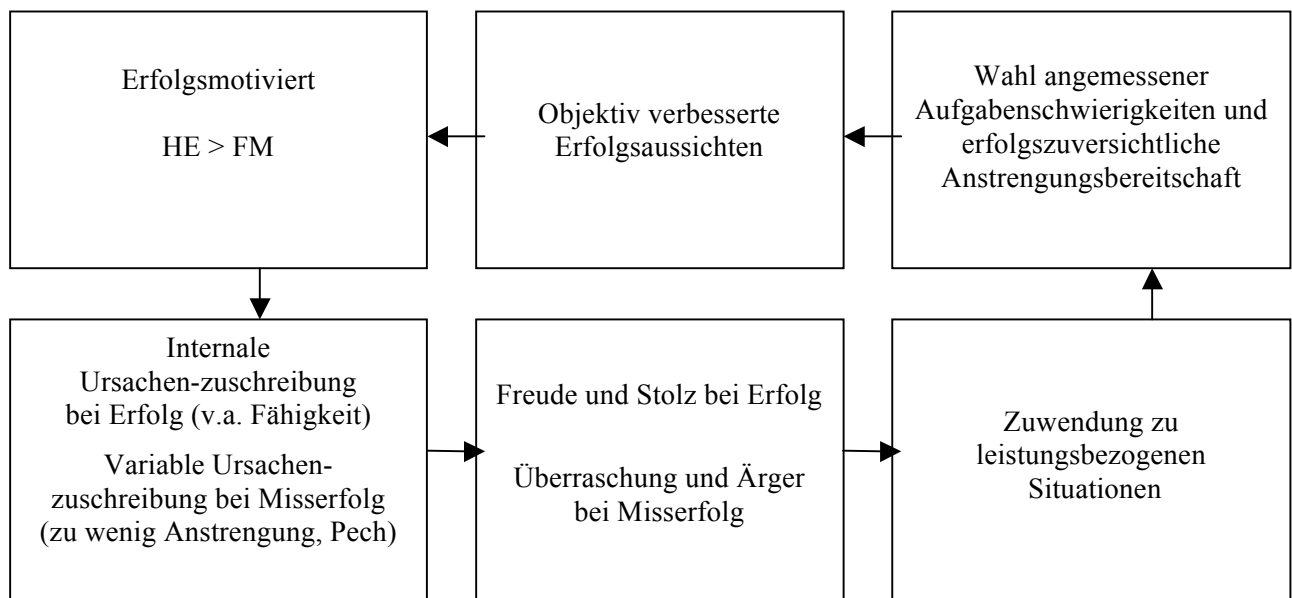 Erfolgsmotiviert
HE > FM
Objektiv verbesserte
Erfolgsaussichten
Wahl angemessener
Aufgabenschwierigkeiten und
erfolgszuversichtliche
Anstrengungsbereitschaft
Internale
Ursachen-zuschreibung
bei Erfolg (v.a. Fähigkeit)
Variable Ursachen-
zuschreibung bei Misserfolg
(zu wenig Anstrengung, Pech)
Freude und Stolz bei Erfolg
Überraschung und Ärger
bei Misserfolg
Zuwendung zu
leistungsbezogenen
Situationen